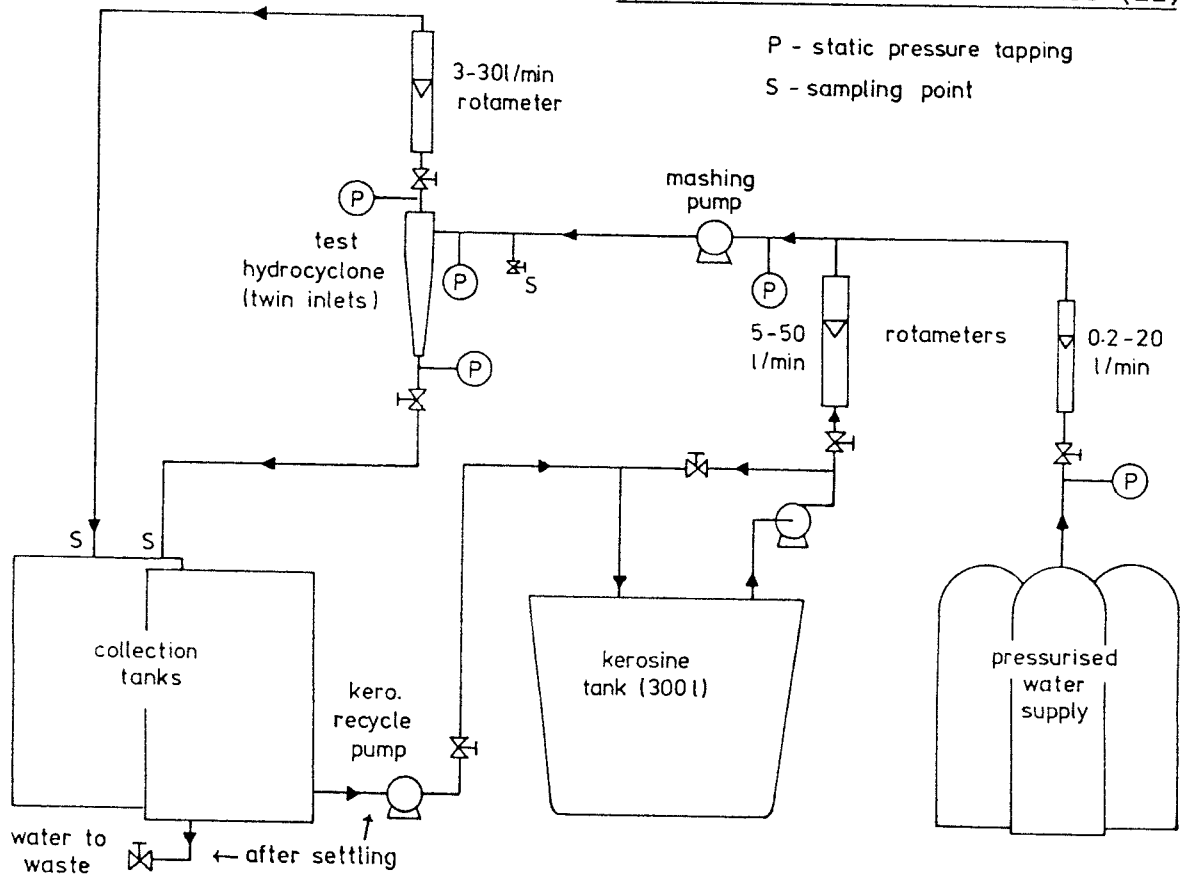 P - static pressure tapping
S - sampling point
3-30l/min
rotameter
P
mashing
pump
test
hydrocyclone
(twin inlets)
P
S
P
5-50
l/min
rotameters
0.2-20
l/min
P
P
S
S
collection
tanks
kero.
recycle
pump
kerosine
tank (300l)
pressurised
water
supply
water to
waste
← after settling